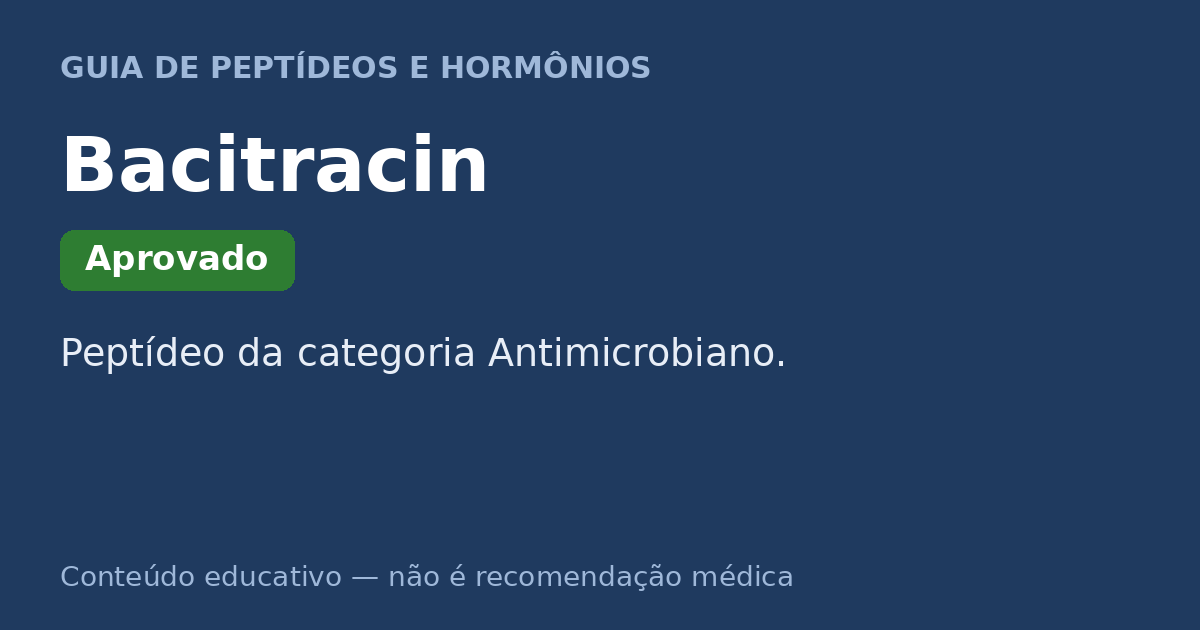 GUIA DE PEPTÍDEOS E HORMÔNIOS
Bacitracin
Aprovado
Peptídeo da categoria Antimicrobiano.
Conteúdo educativo — não é recomendação médica